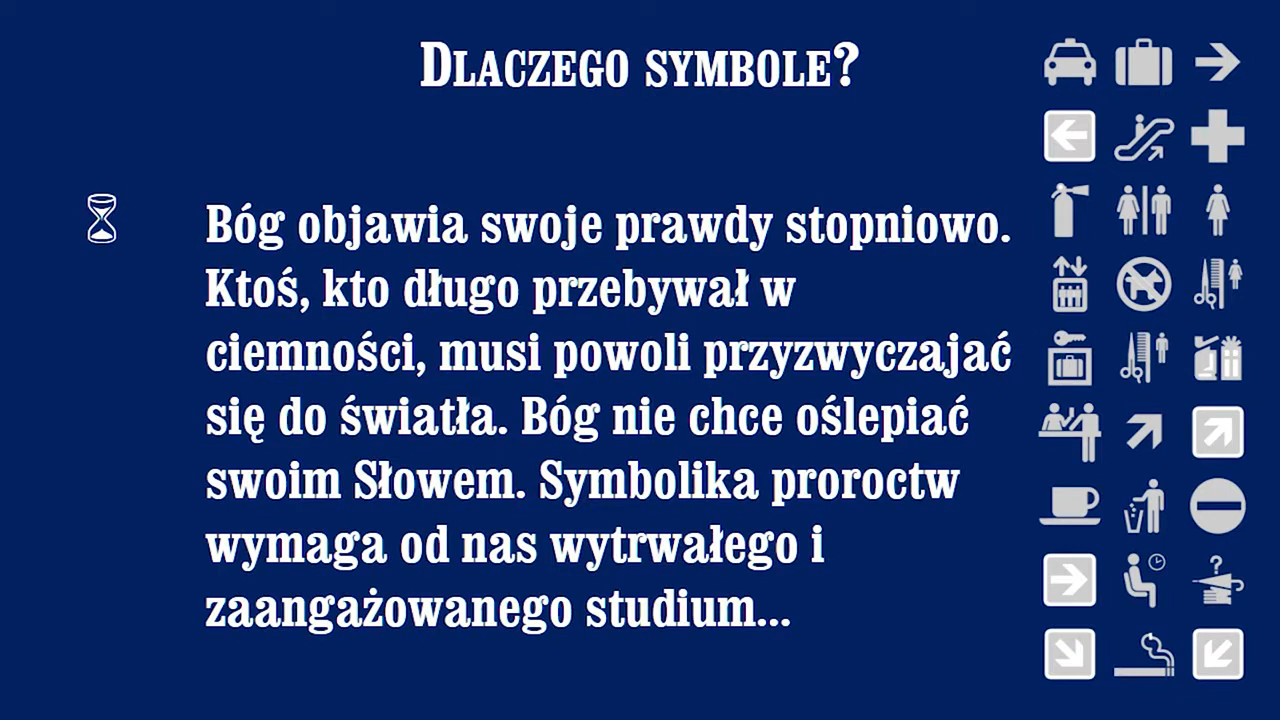 Dlaczego symbole?
Bóg objawia swoje prawdy stopniowo.
Ktoś, kto długo przebywał w
ciemności, musi powoli przyzwyczajać
się do światła. Bóg nie chce oślepiać
swoim Słowem. Symbolika proroctw
wymaga od nas wytrwałego i
zaangażowanego studium...
?